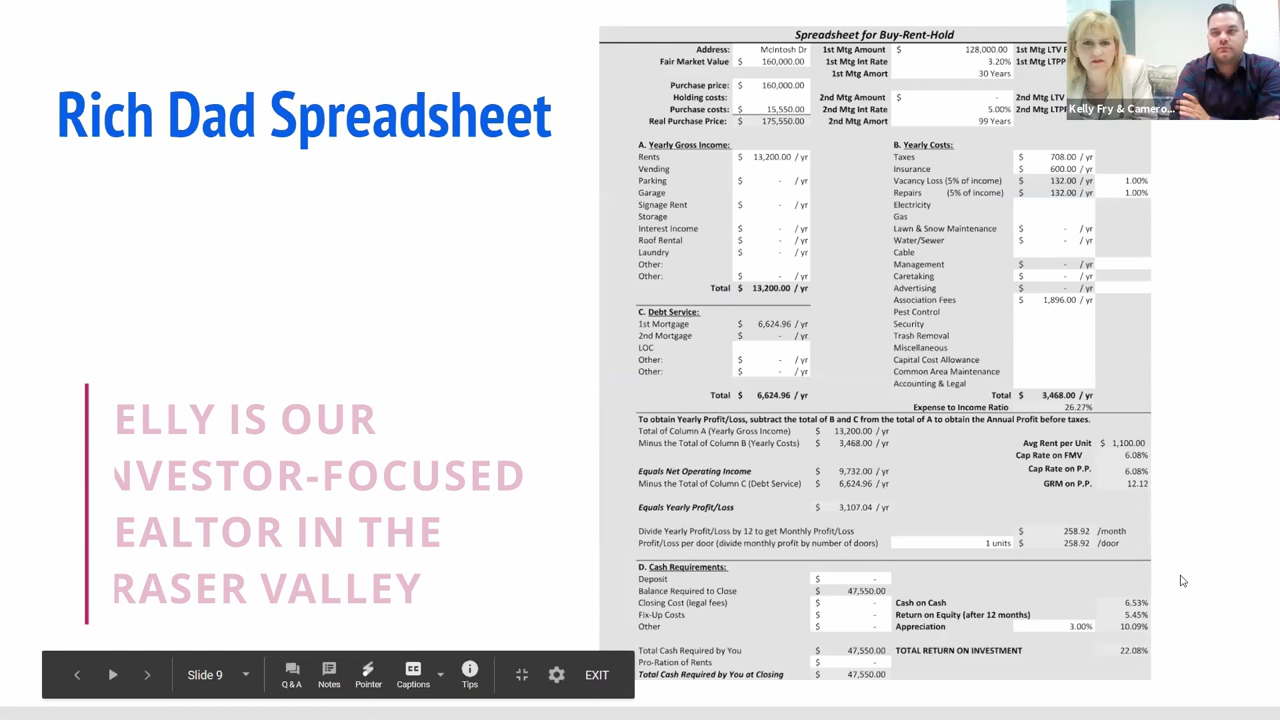 Rich Dad Spreadsheet
ELLY IS OUR
NVESTOR-FOCUSED
EALTOR IN THE
RASER VALLEY
Spreadsheet for Buy-Rent-Hold
Address: McIntosh Dr 1st Mtg Amount $ 128,000.00 1st Mtg LTV
Fair Market Value $ 160,000.00 1st Mtg Int Rate 3.20% 1st Mtg LTPP
1st Mtg Amort 30 Years
Purchase price: $ 160,000.00
Holding costs: 2nd Mtg Amount $ - 2nd Mtg LTV
Purchase costs: $ 15,550.00 2nd Mtg Int Rate 5.00% 2nd Mtg LTPP
Real Purchase Price: $ 175,550.00 2nd Mtg Amort 99 Years
Kelly Fry & Camero...
A. Yearly Gross Income: B. Yearly Costs:
Rents $ 13,200.00 / yr Taxes $ 708.00 / yr
Vending Insurance $ 600.00 / yr
Parking $ - / yr Vacancy Loss (5% of income) $ 132.00 / yr 1.00%
Garage Repairs (5% of income) $ 132.00 / yr 1.00%
Signage Rent $ - / yr Electricity
Storage Gas
Interest Income $ - / yr Lawn & Snow Maintenance $ - / yr
Roof Rental $ - / yr Water/Sewer $ - / yr
Laundry $ - / yr Cable
Other: Management $ - / yr
Other: $ - / yr Caretaking $ - / yr
Total $ 13,200.00 / yr Advertising $ - / yr
Association Fees $ 1,896.00 / yr
C. Debt Service: Pest Control
1st Mortgage $ 6,624.96 / yr Security
2nd Mortgage $ - / yr Trash Removal
LOC Miscellaneous
Other: $ - / yr Capital Cost Allowance
Other: $ - / yr Common Area Maintenance
Accounting & Legal
Total $ 6,624.96 / yr Total $ 3,468.00 / yr
Expense to Income Ratio 26.27%
To obtain Yearly Profit/Loss, subtract the total of B and C from the total of A to obtain the Annual Profit before taxes.
Total of Column A (Yearly Gross Income) $ 13,200.00 / yr
Minus the Total of Column B (Yearly Costs) $ 3,468.00 / yr Avg Rent per Unit $ 1,100.00
Cap Rate on FMV 6.08%
Equals Net Operating Income $ 9,732.00 / yr Cap Rate on P.P. 6.08%
Minus the Total of Column C (Debt Service) $ 6,624.96 / yr GRM on P.P. 12.12
Equals Yearly Profit/Loss $ 3,107.04 / yr
Divide Yearly Profit/Loss by 12 to get Monthly Profit/Loss $ 258.92 /month
Profit/Loss per door (divide monthly profit by number of doors) 1 units $ 258.92 /door
D. Cash Requirements:
Deposit $ -
Balance Required to Close $ 47,550.00
Closing Cost (legal fees) $ - Cash on Cash 6.53%
Fix-Up Costs $ - Return on Equity (after 12 months) 5.45%
Other $ - Appreciation 3.00% 10.09%
Total Cash Required by You $ 47,550.00 TOTAL RETURN ON INVESTMENT 22.08%
Pro-Ration of Rents $ -
Total Cash Required by You at Closing $ 47,550.00
Slide 9
Q & A
Notes
Pointer
CC
Captions
Tips
EXIT